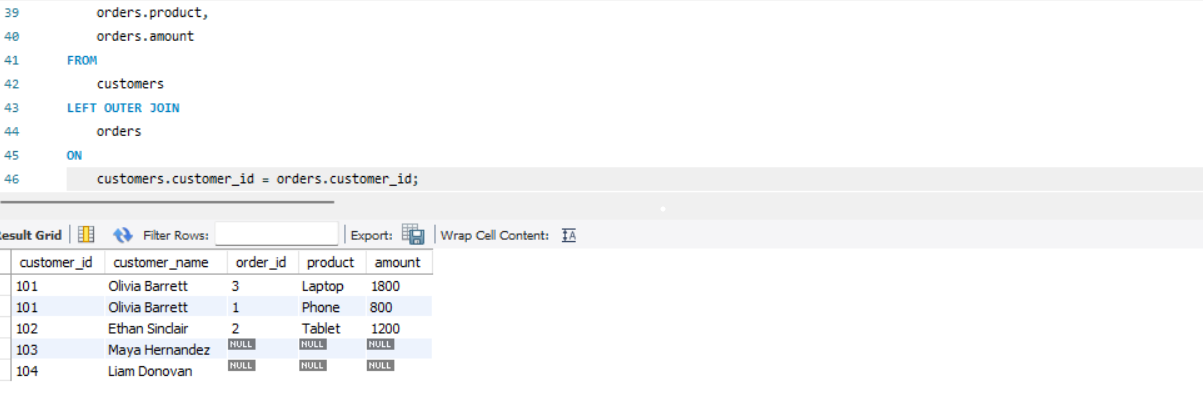 39 orders.product,
40 orders.amount
41 FROM
42 customers
43 LEFT OUTER JOIN
44 orders
45 ON
46 customers.customer_id = orders.customer_id;
Result Grid Filter Rows: Export: Wrap Cell Content: IA
customer_id customer_name order_id product amount
101 Olivia Barrett 3 Laptop 1800
101 Olivia Barrett 1 Phone 800
102 Ethan Sinclair 2 Tablet 1200
103 Maya Hernandez NULL NULL NULL
104 Liam Donovan NULL NULL NULL